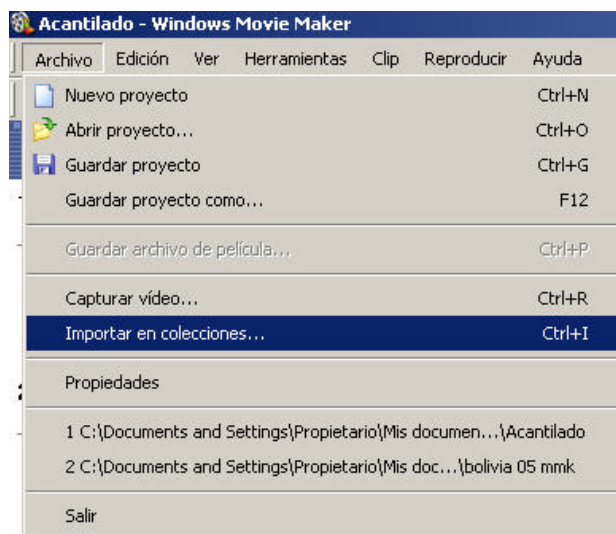 Acantilado - Windows Movie Maker
Archivo Edición Ver Herramientas Clip Reproducir Ayuda
Nuevo proyecto Ctrl+N
Abrir proyecto... Ctrl+O
Guardar proyecto Ctrl+G
Guardar proyecto como... F12
Guardar archivo de película... Ctrl+P
Capturar vídeo... Ctrl+R
Importar en colecciones... Ctrl+I
Propiedades
1 C:\Documents and Settings\Propietario\Mis documen...\Acantilado
2 C:\Documents and Settings\Propietario\Mis doc...\bolivia 05 mmk
Salir